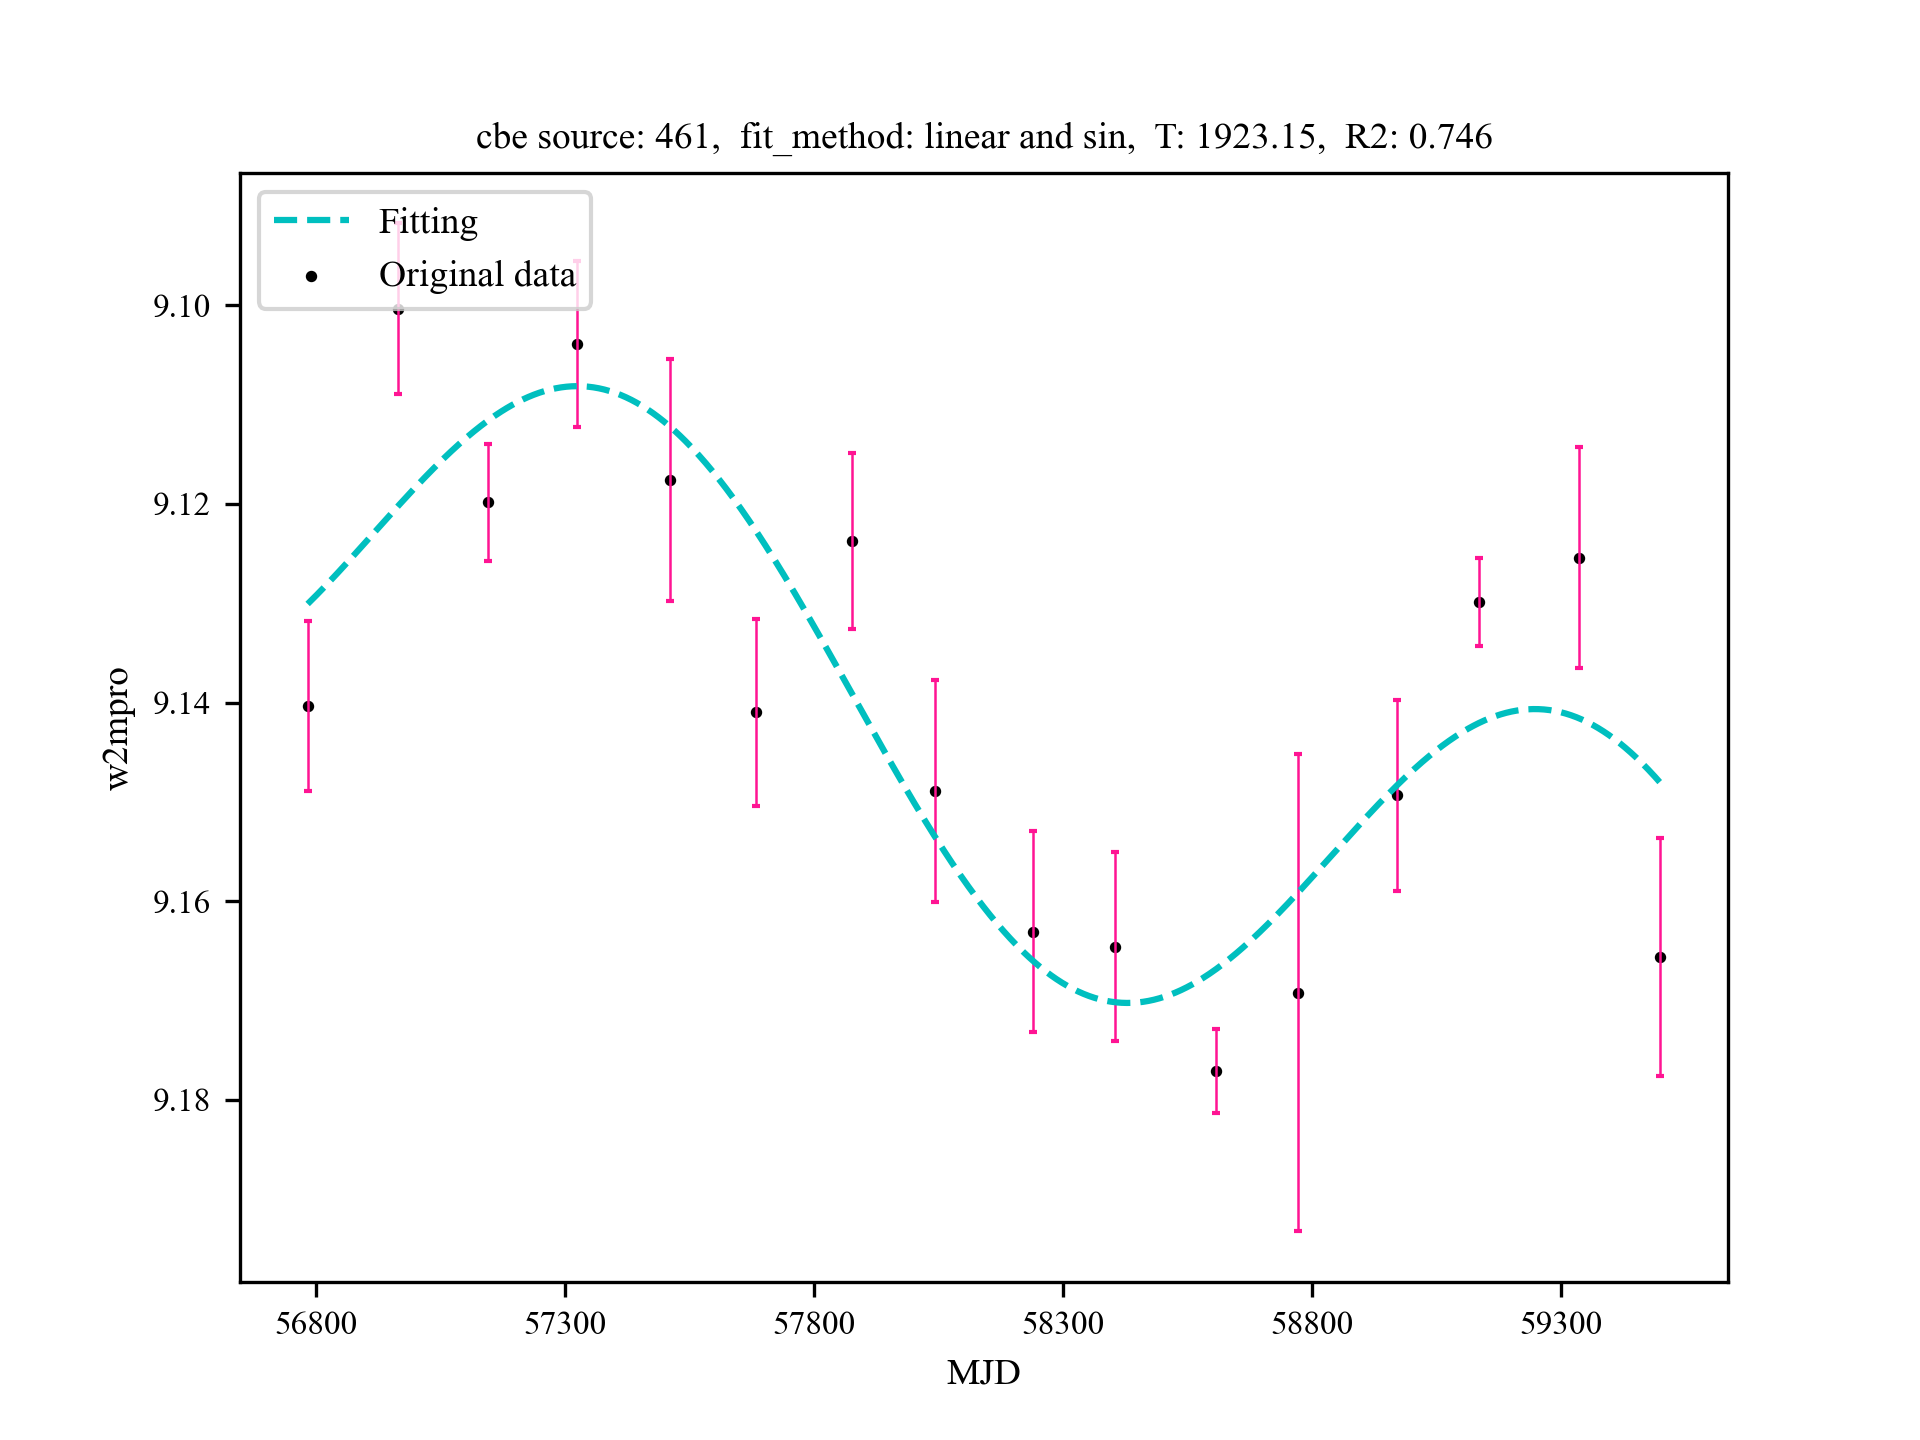 cbe source: 461,  fit_method: linear and sin,  T: 1923.15,  R2: 0.746
Fitting
Original data
9.10
9.12
9.14
9.16
9.18
w2mpro
56800 57300 57800 58300 58800 59300
MJD